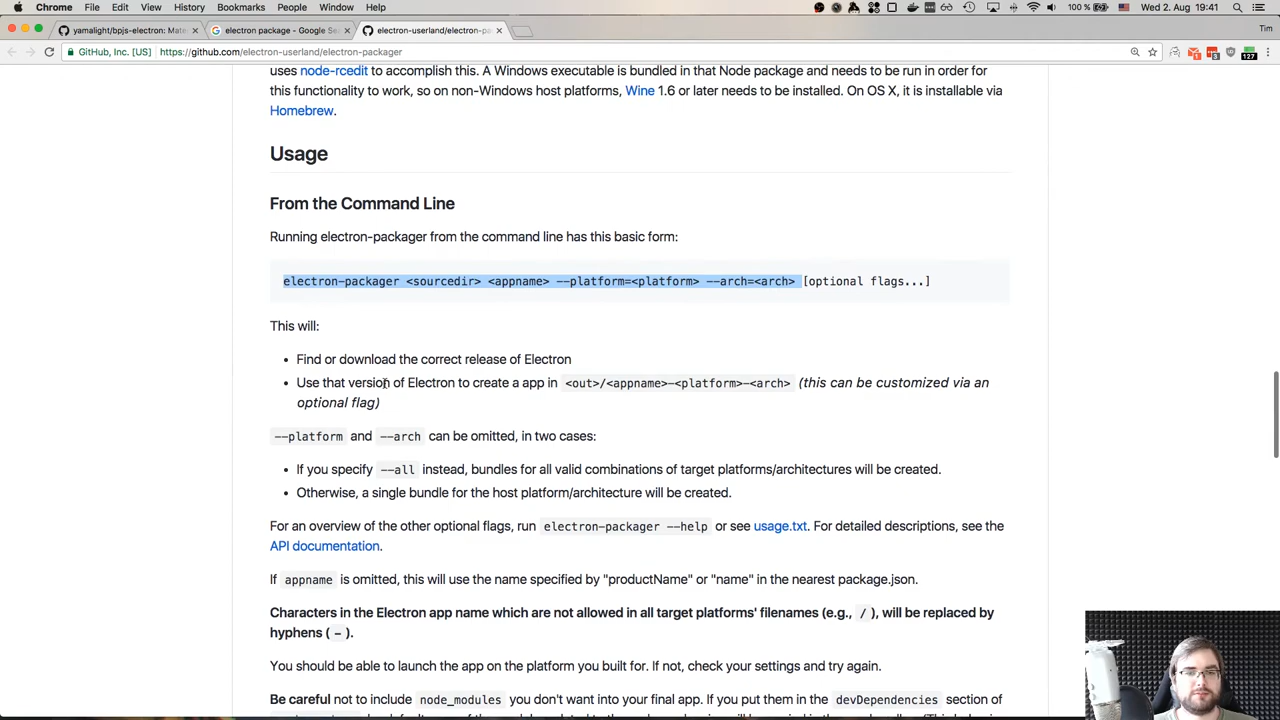 Chrome File Edit View History Bookmarks People Window Help 100 % Wed 2. Aug 19:41
yamalight/bpjs-electron: Mate electron package - Google Se electron-userland/electron-pa Tim
GitHub, Inc. [US] https://github.com/electron-userland/electron-packager
uses node-rcedit to accomplish this. A Windows executable is bundled in that Node package and needs to be run in order for
this functionality to work, so on non-Windows host platforms, Wine 1.6 or later needs to be installed. On OS X, it is installable via
Homebrew.
Usage
From the Command Line
Running electron-packager from the command line has this basic form:
electron-packager <sourcedir> <appname> --platform=<platform> --arch=<arch> [optional flags...]
This will:
• Find or download the correct release of Electron
• Use that version of Electron to create a app in <out>/<appname>-<platform>-<arch> (this can be customized via an
optional flag)
--platform and --arch can be omitted, in two cases:
• If you specify --all instead, bundles for all valid combinations of target platforms/architectures will be created.
• Otherwise, a single bundle for the host platform/architecture will be created.
For an overview of the other optional flags, run electron-packager --help or see usage.txt. For detailed descriptions, see the
API documentation.
If appname is omitted, this will use the name specified by "productName" or "name" in the nearest package.json.
Characters in the Electron app name which are not allowed in all target platforms' filenames (e.g., / ), will be replaced by
hyphens ( - ).
You should be able to launch the app on the platform you built for. If not, check your settings and try again.
Be careful not to include node_modules you don't want into your final app. If you put them in the devDependencies section of